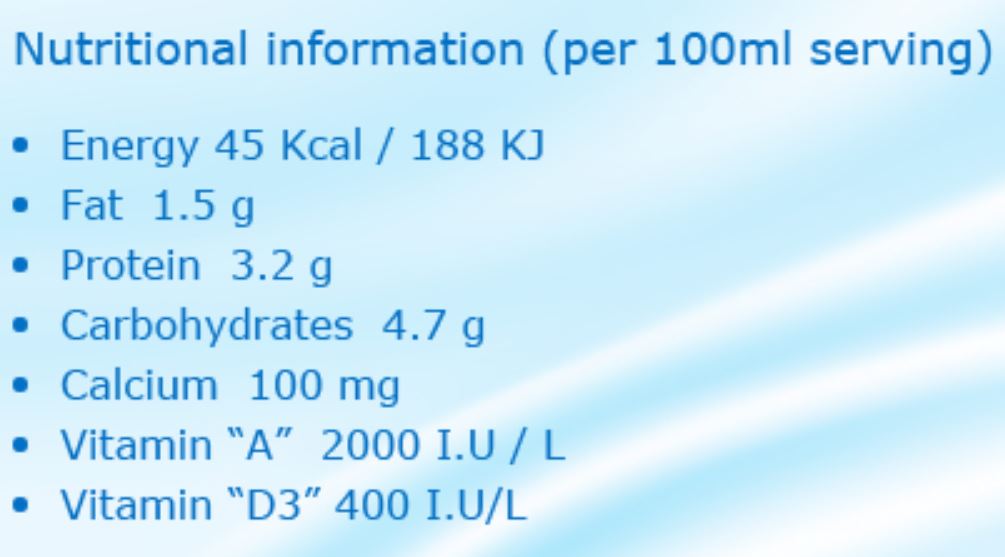 Nutritional information (per 100ml serving)
• Energy 45 Kcal / 188 KJ
• Fat  1.5 g
• Protein  3.2 g
• Carbohydrates  4.7 g
• Calcium  100 mg
• Vitamin “A”  2000 I.U / L
• Vitamin “D3” 400 I.U/L